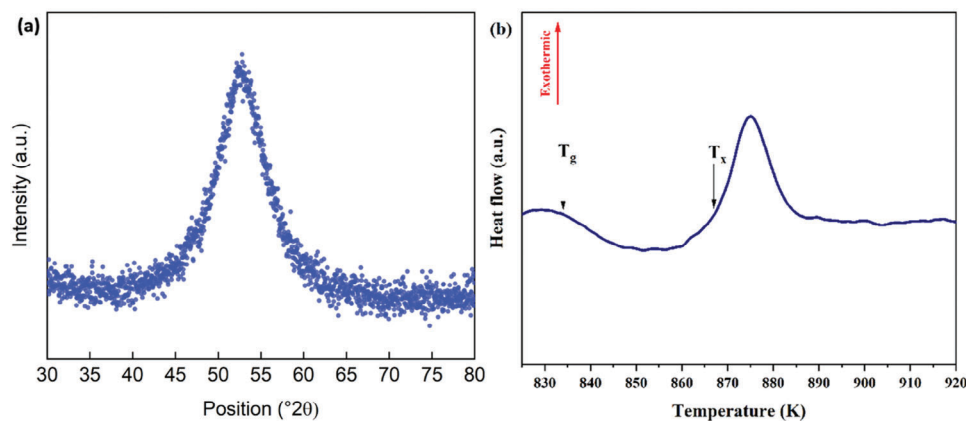 (a)
Intensity (a.u.)
30 35 40 45 50 55 60 65 70 75 80
Position (°2θ)
(b)
Exothermic
Tg
Tx
Heat flow (a.u.)
830 840 850 860 870 880 890 900 910 920
Temperature (K)